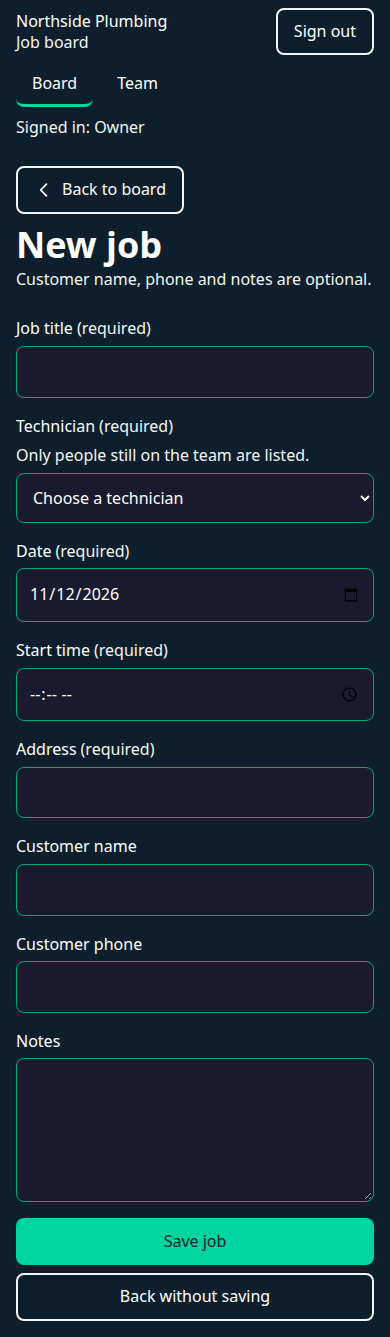 Northside Plumbing
Job board
Sign out
Board
Team
Signed in: Owner
Back to board
New job
Customer name, phone and notes are optional.
Job title (required)
Technician (required)
Only people still on the team are listed.
Choose a technician
Date (required)
11/12/2026
Start time (required)
--:-- --
Address (required)
Customer name
Customer phone
Notes
Save job
Back without saving